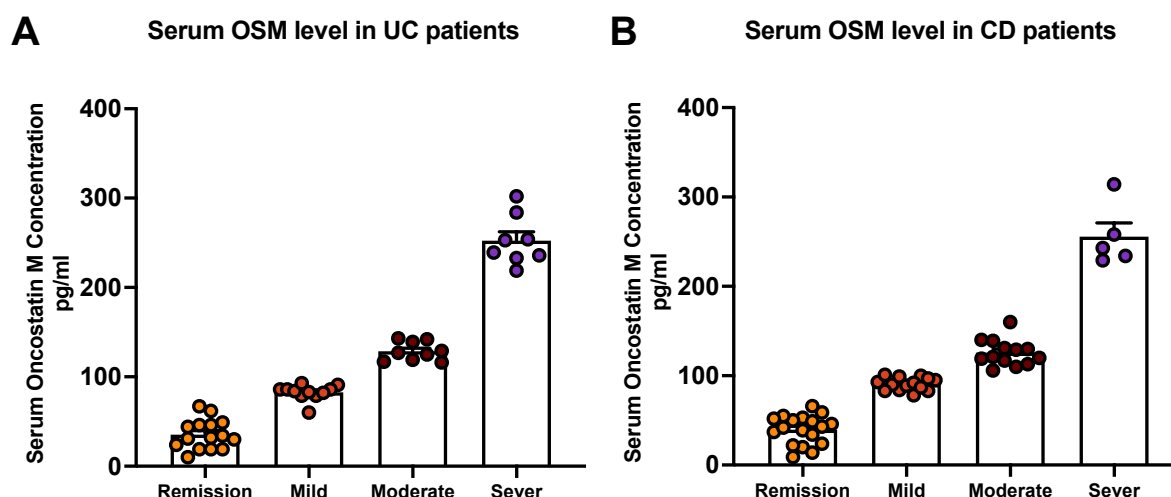 A
Serum OSM level in UC patients
Serum Oncostatin M Concentration
pg/ml
400
300
200
100
0
Remission
Mild
Moderate
Sever
B
Serum OSM level in CD patients
Serum Oncostatin M Concentration
pg/ml
400
300
200
100
0
Remission
Mild
Moderate
Sever